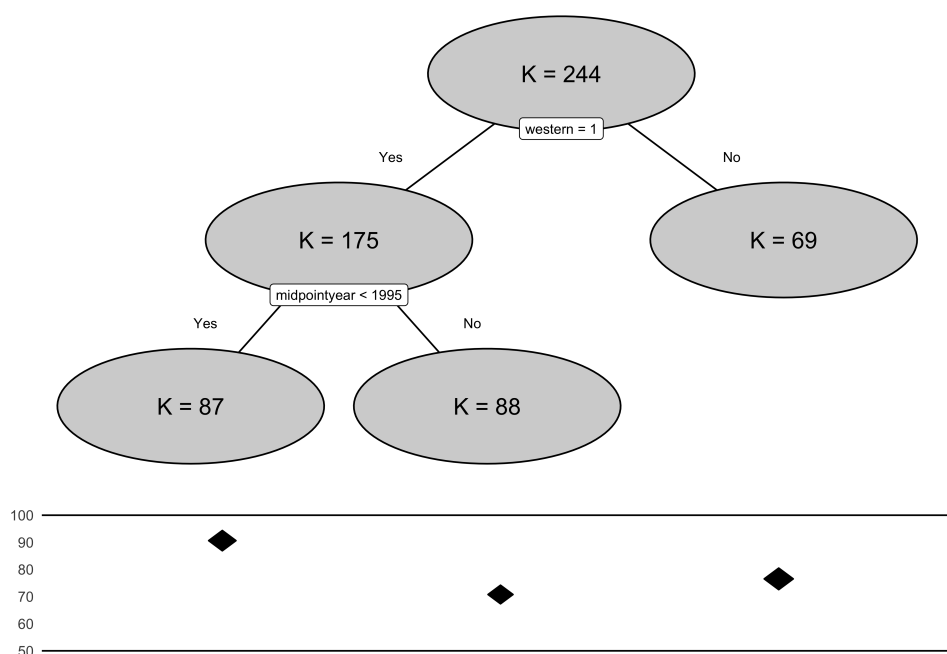 K = 244
western = 1
Yes
No
K = 175
K = 69
midpointyear < 1995
Yes
No
K = 87
K = 88
100
90
80
70
60
50